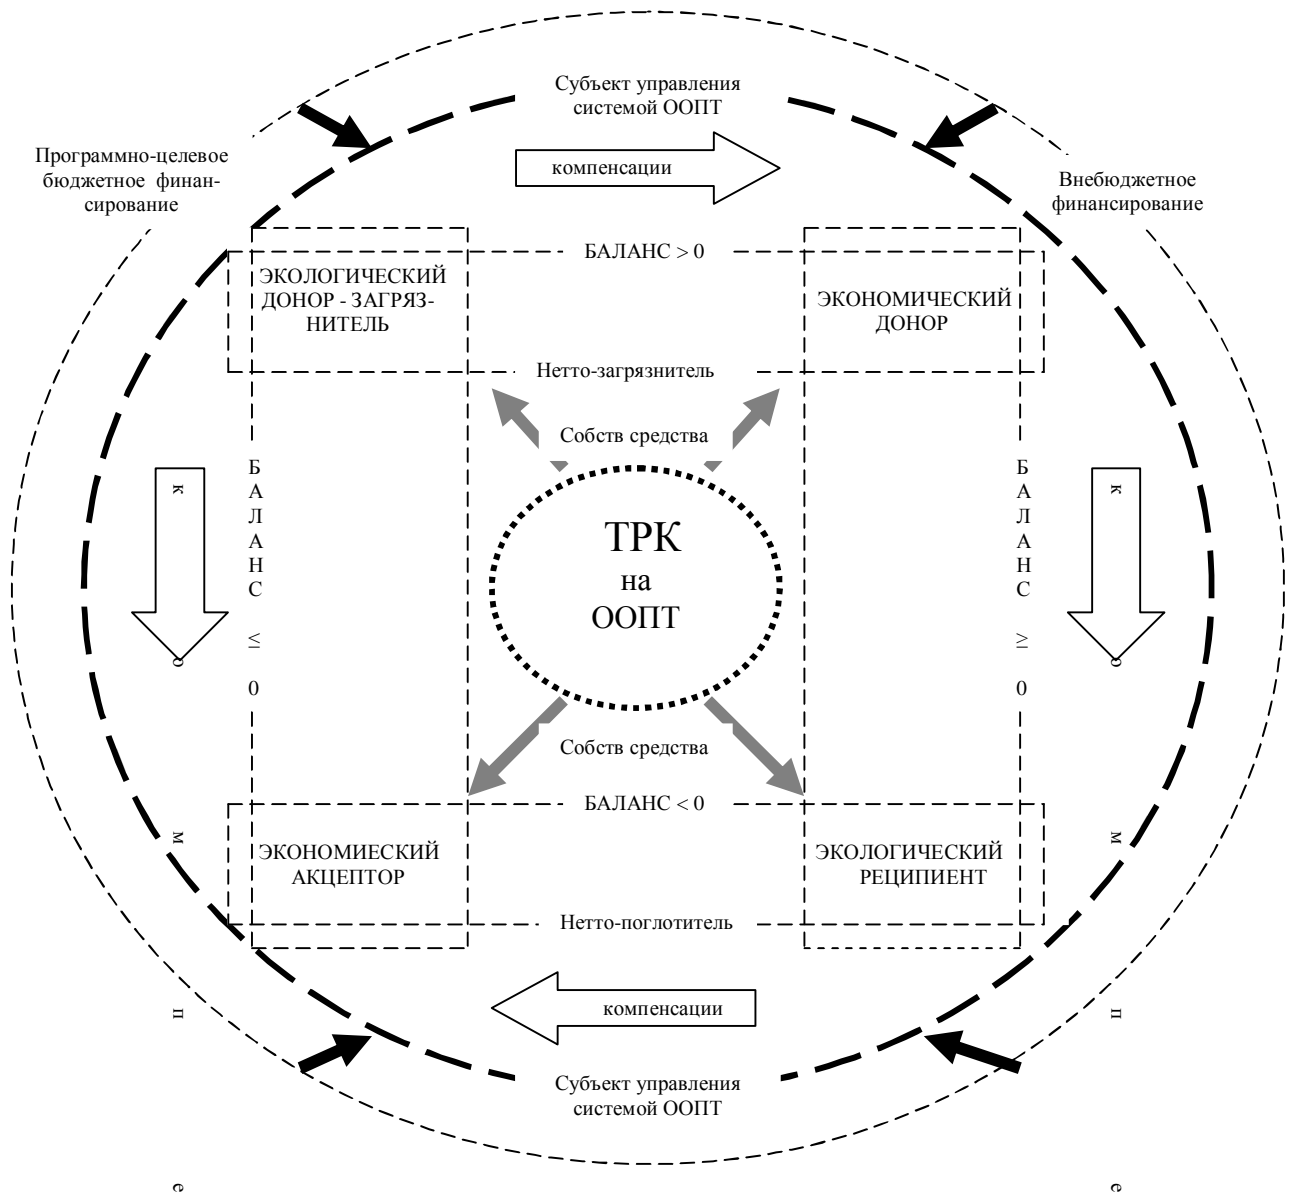 Субъект управления
системой ООПТ
Программно-целевое
бюджетное финан-
сирование
компенсации
Внебюджетное
финансирование
БАЛАНС > 0
ЭКОЛОГИЧЕСКИЙ
ДОНОР - ЗАГРЯЗ-
НИТЕЛЬ
ЭКОНОМИЧЕСКИЙ
ДОНОР
Нетто-загрязнитель
Собств средства
БАЛАНС ≤ 0
к о м п е
ТРК
на
ООПТ
БАЛАНС ≥ 0
к о м п е
Собств средства
БАЛАНС < 0
ЭКОНОМИЕСКИЙ
АКЦЕПТОР
ЭКОЛОГИЧЕСКИЙ
РЕЦИПИЕНТ
Нетто-поглотитель
компенсации
Субъект управления
системой ООПТ